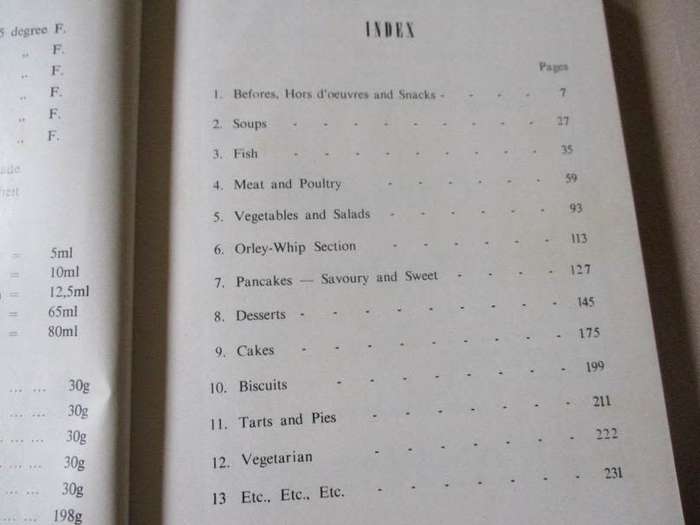 5 degree F.
„ F.
„ F.
„ F.
„ F.
„ F.
= 5ml
= 10ml
= 12,5ml
= 65ml
= 80ml
... ... 30g
... ... 30g
... ... 30g
... ... 30g
... ... 30g
... ... 198g
INDEX
Pages
1. Befores, Hors d'oeuvres and Snacks - - - - 7
2. Soups - - - - - - - 27
3. Fish - - - - - - - 35
4. Meat and Poultry - - - - - 59
5. Vegetables and Salads - - - - - 93
6. Orley-Whip Section - - - - - 113
7. Pancakes — Savoury and Sweet - - - - 127
8. Desserts - - - - - - - 145
9. Cakes - - - - - - - 175
10. Biscuits - - - - - - 199
11. Tarts and Pies - - - - - - 211
12. Vegetarian - - - - - - 222
13 Etc., Etc., Etc. - - - - - - 231